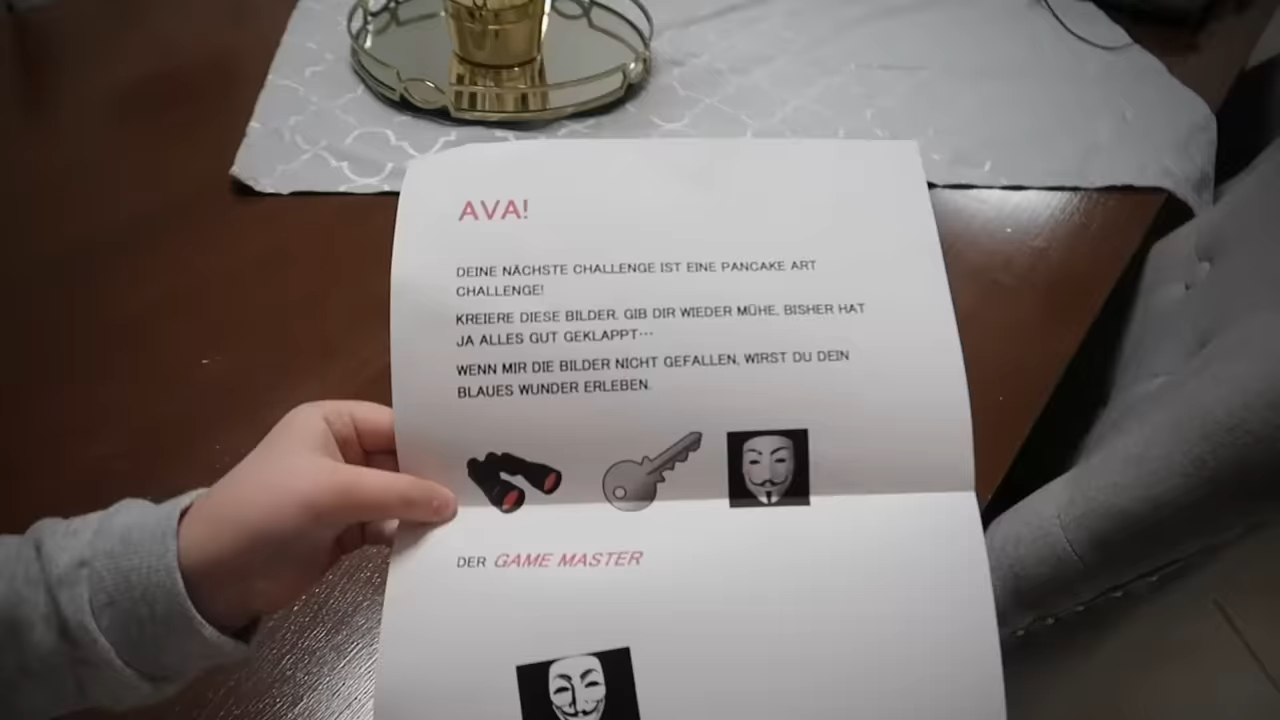 AVA!
DEINE NÄCHSTE CHALLENGE IST EINE PANCAKE ART
CHALLENGE!
KREIERE DIESE BILDER. GIB DIR WIEDER MÜHE, BISHER HAT
JA ALLES GUT GEKLAPPT···
WENN MIR DIE BILDER NICHT GEFALLEN, WIRST DU DEIN
BLAUES WUNDER ERLEBEN.
DER GAME MASTER